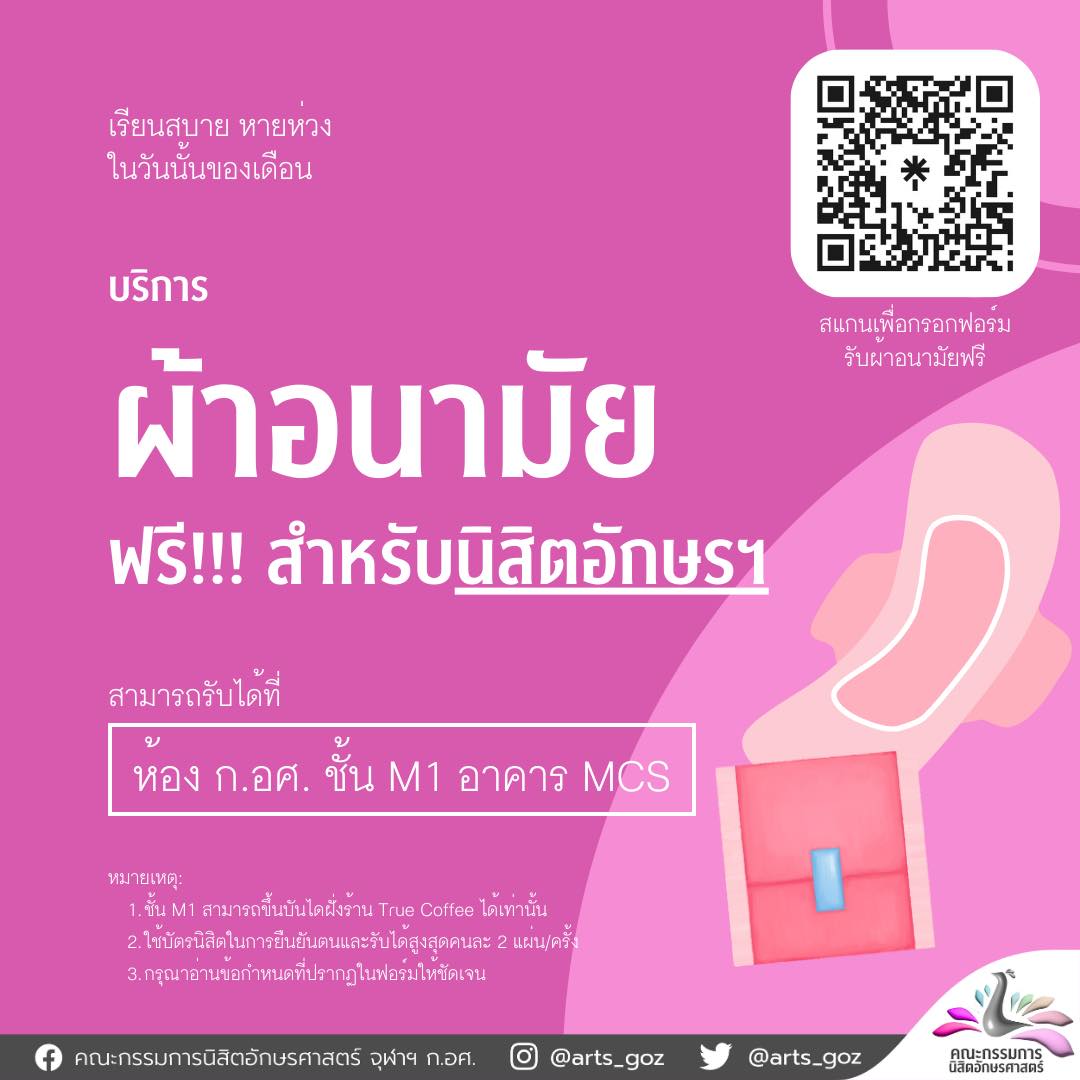 เรียนสบาย หายห่วง
ในวันนั้นของเดือน
บริการ
ผ้าอนามัย
ฟรี!!! สำหรับนิสิตอักษรฯ
สแกนเพื่อกรอกฟอร์ม
รับผ้าอนามัยฟรี
สามารถรับได้ที่
ห้อง ก.อศ. ชั้น M1 อาคาร MCS
หมายเหตุ:
1. ชั้น M1 สามารถขึ้นบันไดฝั่งร้าน True Coffee ได้เท่านั้น
2. ใช้บัตรนิสิตในการยืนยันตนและรับได้สูงสุดคนละ 2 แผ่น/ครั้ง
3. กรุณาอ่านข้อกำหนดที่ปรากฏในฟอร์มให้ชัดเจน
คณะกรรมการนิสิตอักษรศาสตร์ จุฬาฯ ก.อศ. @arts_goz @arts_goz
คณะกรรมการ
นิสิตอักษรศาสตร์